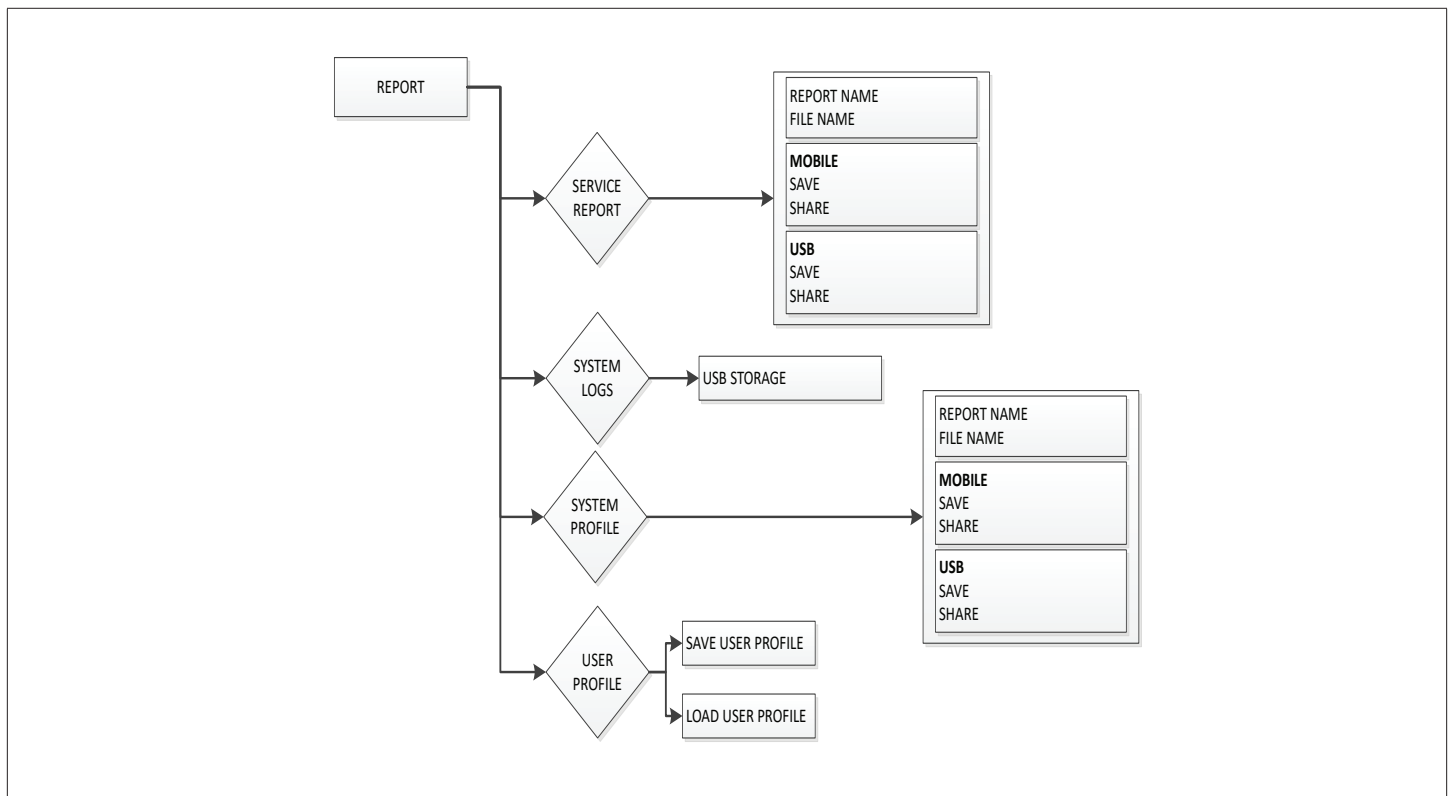 REPORT
SERVICE
REPORT
REPORT NAME
FILE NAME
MOBILE
SAVE
SHARE
USB
SAVE
SHARE
SYSTEM
LOGS
USB STORAGE
SYSTEM
PROFILE
REPORT NAME
FILE NAME
MOBILE
SAVE
SHARE
USB
SAVE
SHARE
USER
PROFILE
SAVE USER PROFILE
LOAD USER PROFILE